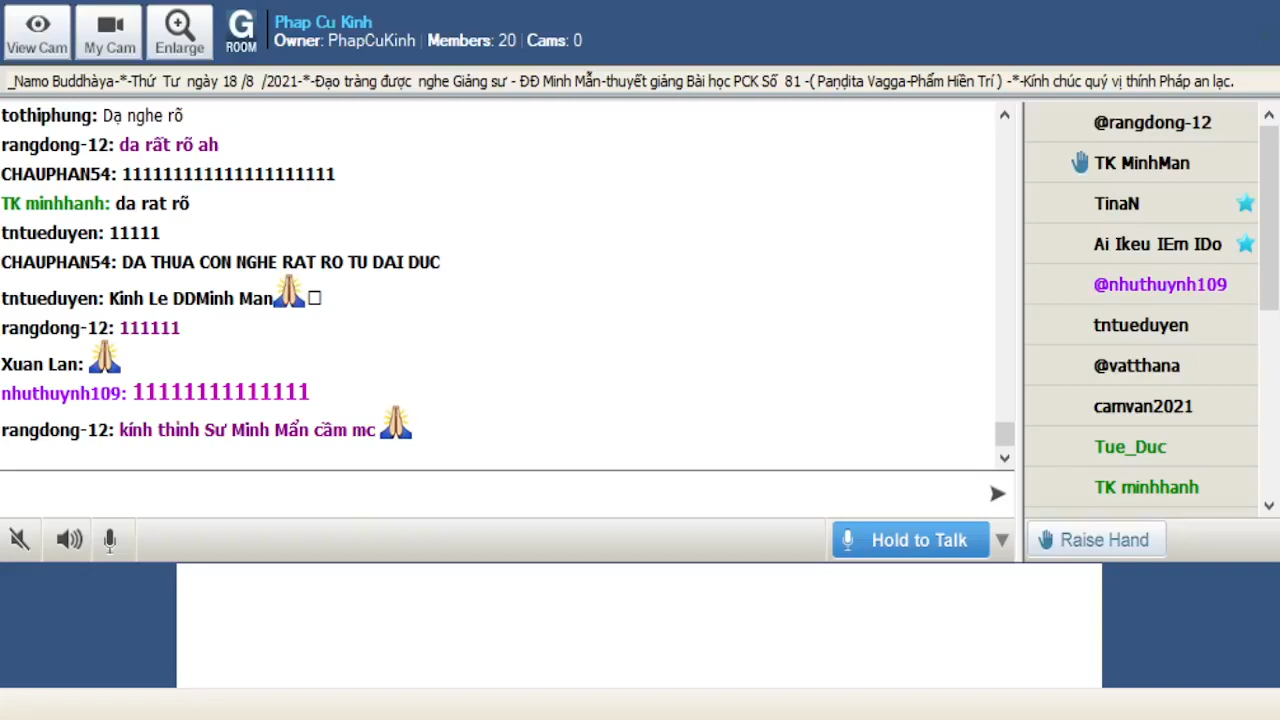 View Cam
My Cam
Enlarge
G
ROOM
Phap Cu Kinh
Owner: PhapCuKinh | Members: 20 | Cams: 0
_Namo Buddhàya-*-Thứ Tư ngày 18 /8 /2021-*-Đạo tràng được nghe Giảng sư - ĐĐ Minh Mẫn-thuyết giảng Bài học PCK Số 81 -( Paṇḍita Vagga-Phẩm Hiền Trí ) -*-Kính chúc quý vị thính Pháp an lạc.
tothiphung: Dạ nghe rõ
rangdong-12: da rất rõ ah
CHAUPHAN54: 1111111111111111111111
TK minhhanh: da rat rõ
tntueduyen: 11111
CHAUPHAN54: DA THUA CON NGHE RAT RO TU DAI DUC
tntueduyen: Kinh Le DDMinh Man
rangdong-12: 111111
Xuan Lan:
nhuthuynh109: 11111111111111
rangdong-12: kính thỉnh Sư Minh Mẩn cầm mc
@rangdong-12
TK MinhMan
TinaN
Ai Ikeu IEm IDo
@nhuthuynh109
tntueduyen
@vatthana
camvan2021
Tue_Duc
TK minhhanh
Hold to Talk
Raise Hand